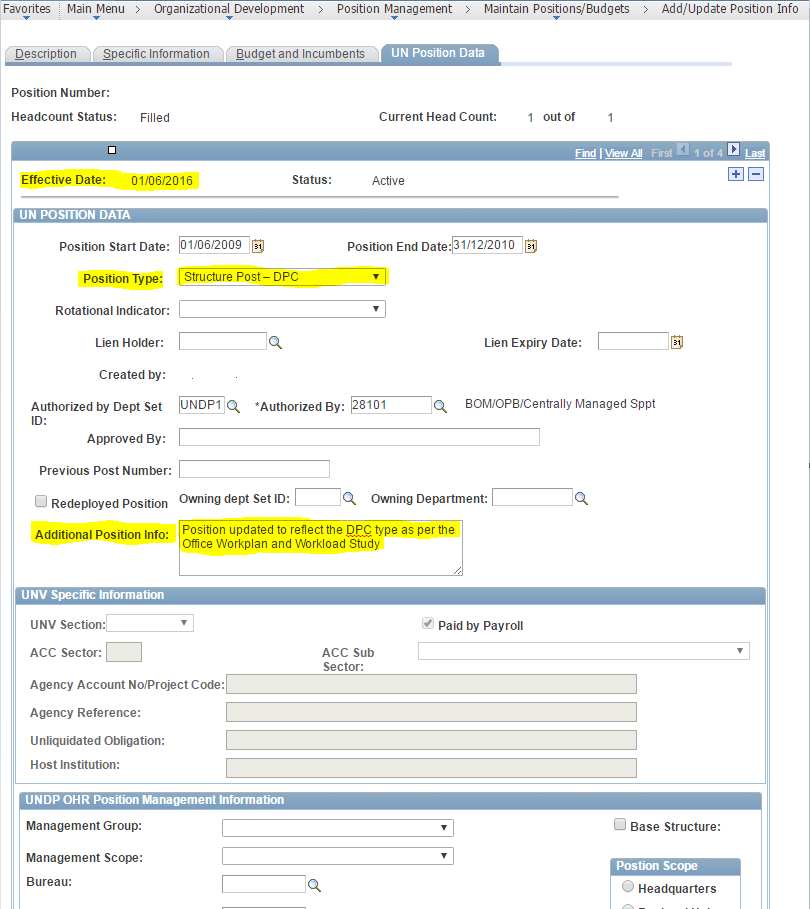 Favorites Main Menu > Organizational Development > Position Management > Maintain Positions/Budgets > Add/Update Position Info
Description Specific Information Budget and Incumbents UN Position Data
Position Number:
Headcount Status: Filled Current Head Count: 1 out of 1
Find | View All First 1 of 4 Last
Effective Date: 01/06/2016 Status: Active
UN POSITION DATA
Position Start Date: 01/06/2009 Position End Date: 31/12/2010
Position Type: Structure Post – DPC
Rotational Indicator:
Lien Holder: Lien Expiry Date:
Created by:
Authorized by Dept Set ID: UNDP1 *Authorized By: 28101 BOM/OPB/Centrally Managed Sppt
Approved By:
Previous Post Number:
Redeployed Position Owning dept Set ID: Owning Department:
Additional Position Info: Position updated to reflect the DPC type as per the
Office Workplan and Workload Study
UNV Specific Information
UNV Section: Paid by Payroll
ACC Sector: ACC Sub Sector:
Agency Account No/Project Code:
Agency Reference:
Unliquidated Obligation:
Host Institution:
UNDP OHR Position Management Information
Management Group: Base Structure:
Management Scope:
Postion Scope
Bureau:
Headquarters